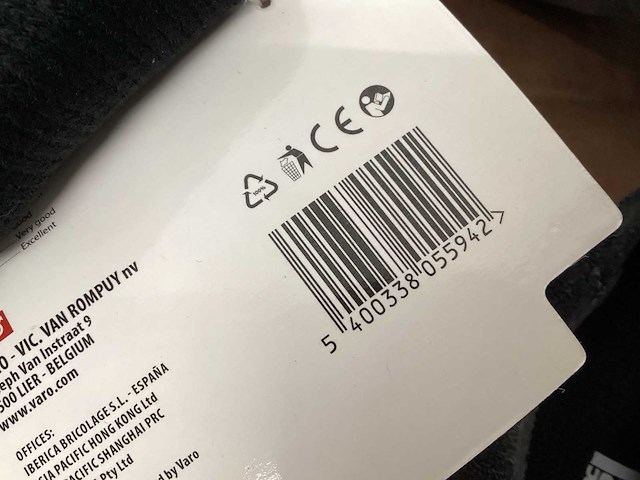 100%
CE
5 400338 055942 >
Very good
Excellent
- VIC. VAN ROMPUY nv
Van Instraat 9
LIER - BELGIUM
www.varo.com
OFFICES:
IBERICA BRICOLAGE S.L. - ESPAÑA
PACIFIC HONG KONG Ltd
PACIFIC SHANGHAI PRC
Pty Ltd
by Varo